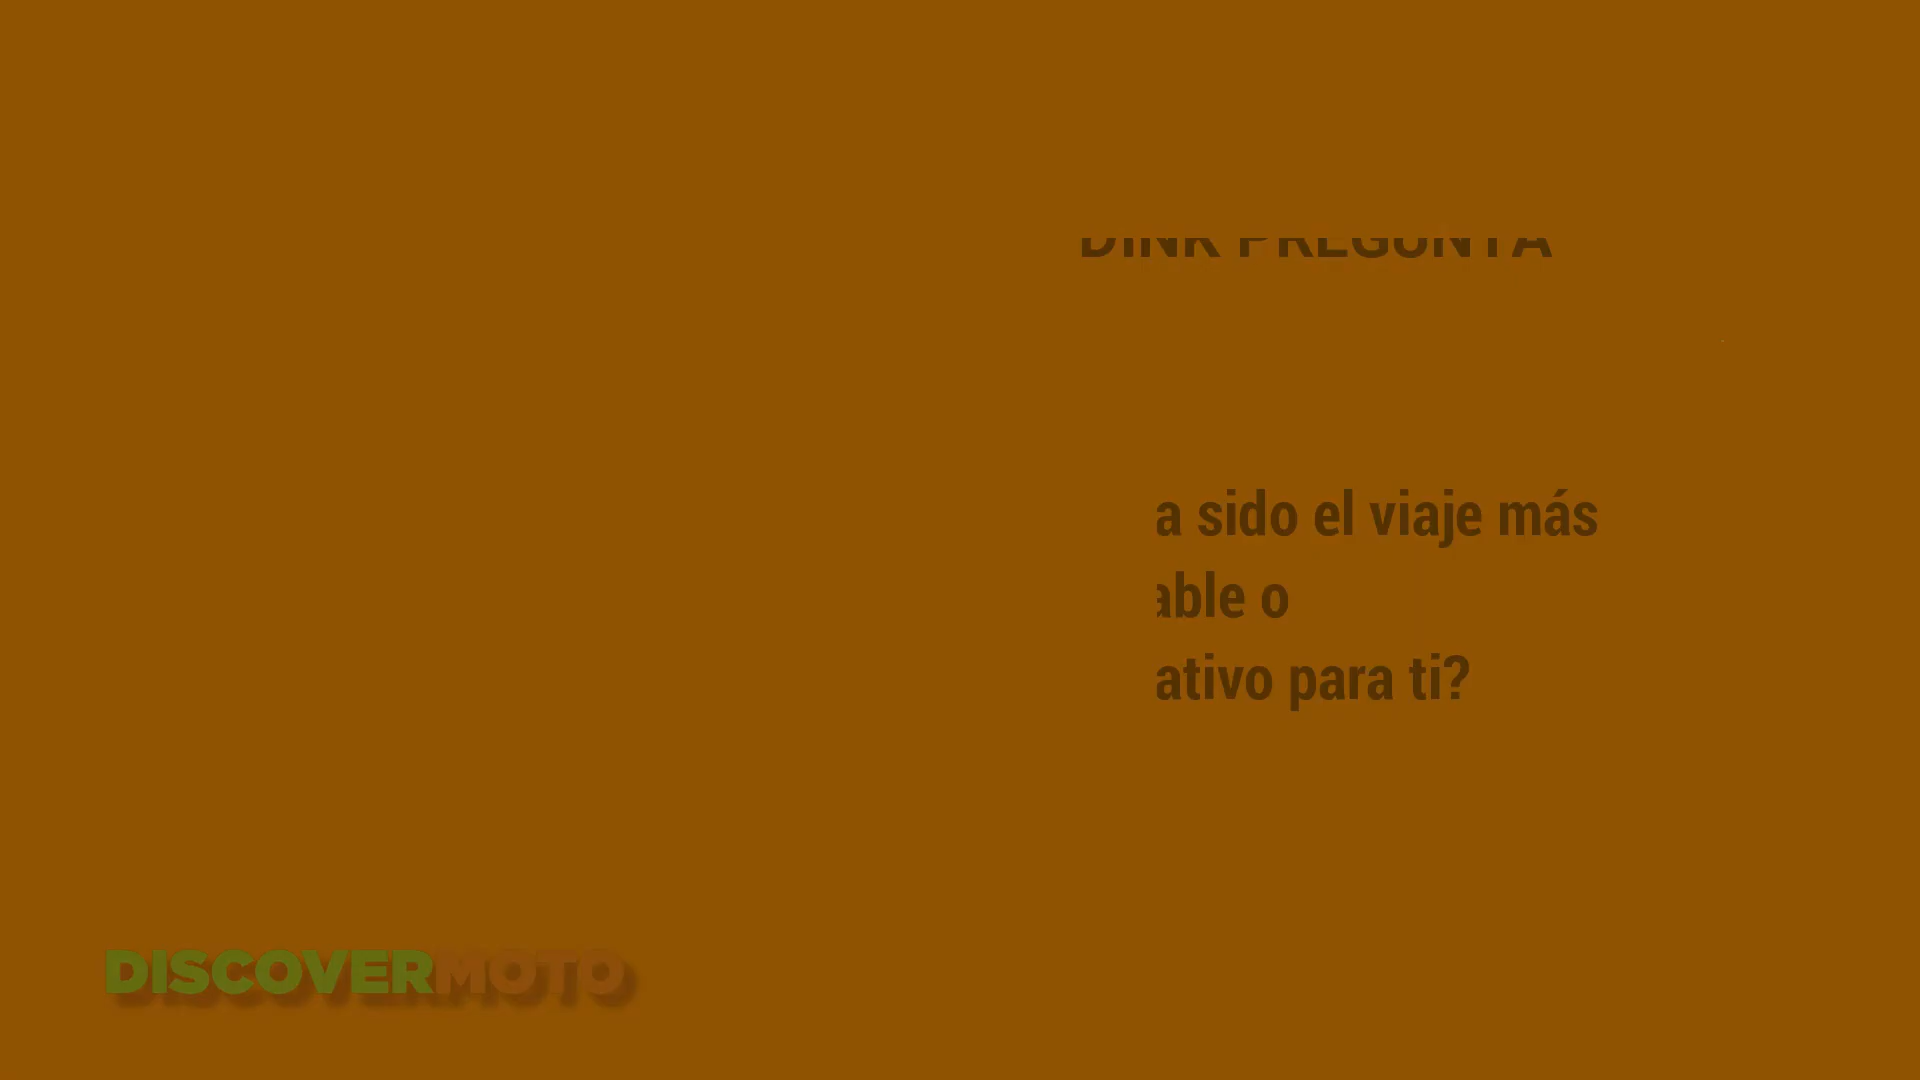 DINK PREGUNTA
a sido el viaje más
able o
ativo para ti?
DISCOVERMOTO